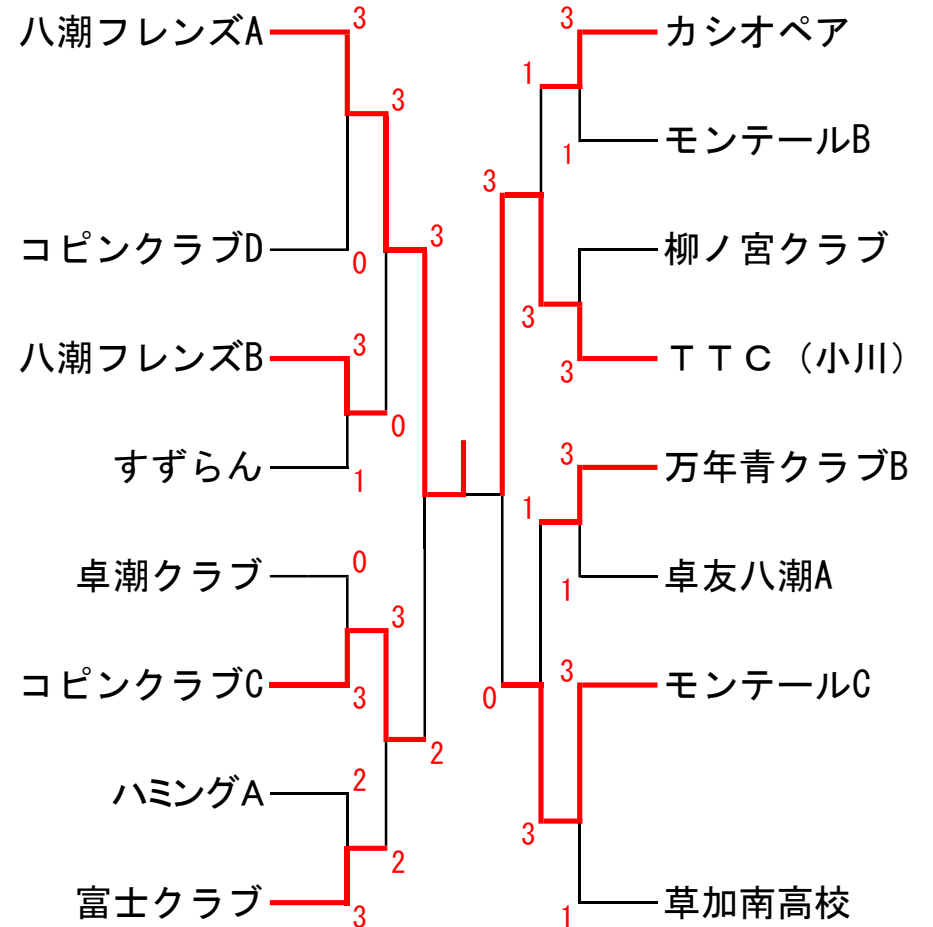 八潮フレンズA
3
3
コピンクラブD
0
3
八潮フレンズB
3
0
すずらん
1
卓潮クラブ
0
3
コピンクラブC
3
2
ハミングA
2
2
富士クラブ
3
3
カシオペア
1
モンテールB
1
3
柳ノ宮クラブ
3
TTC(小川)
3
3
万年青クラブB
1
卓友八潮A
1
3
モンテールC
0
3
草加南高校
1